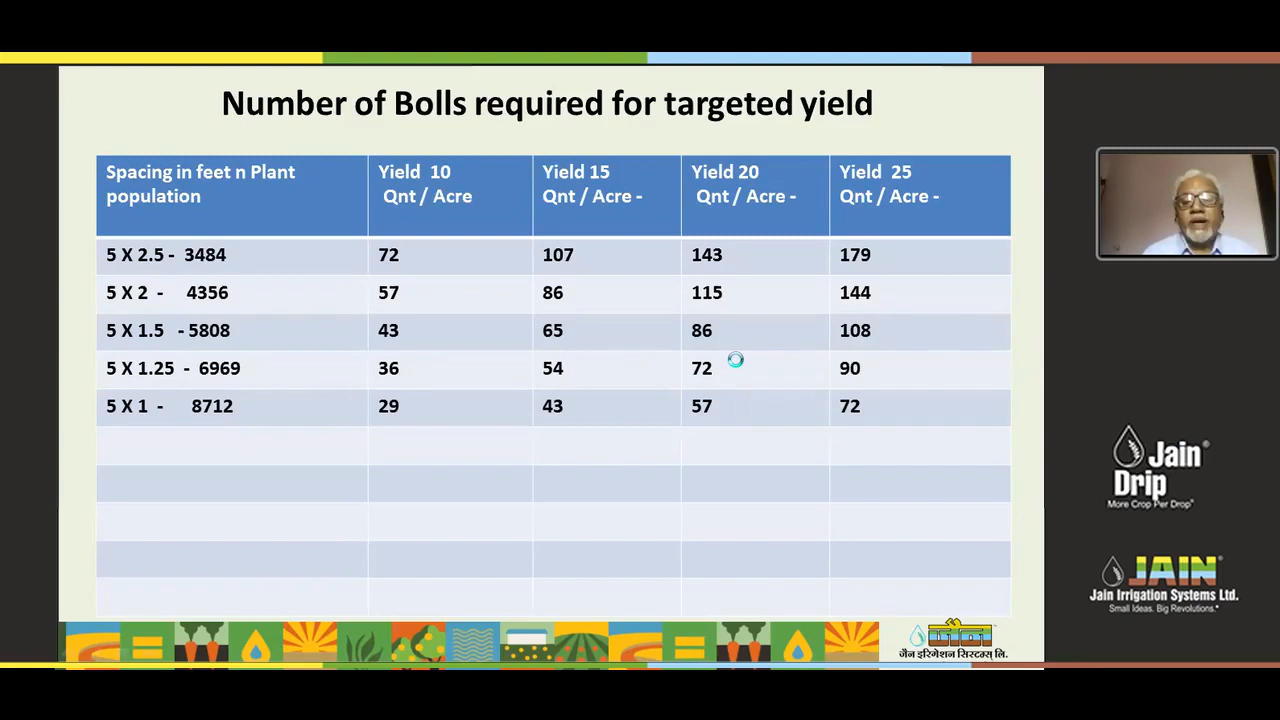 Number of Bolls required for targeted yield
Spacing in feet n Plant population
Yield 10 Qnt / Acre
Yield 15 Qnt / Acre -
Yield 20 Qnt / Acre -
Yield 25 Qnt / Acre -
5 X 2.5 - 3484 72 107 143 179
5 X 2 - 4356 57 86 115 144
5 X 1.5 - 5808 43 65 86 108
5 X 1.25 - 6969 36 54 72 90
5 X 1 - 8712 29 43 57 72
Jain®
Drip
More Crop Per Drop®
JAIN®
Jain Irrigation Systems Ltd.
Small Ideas. Big Revolutions.®
जैन
जैन इरिगेशन सिस्टम्स लि.